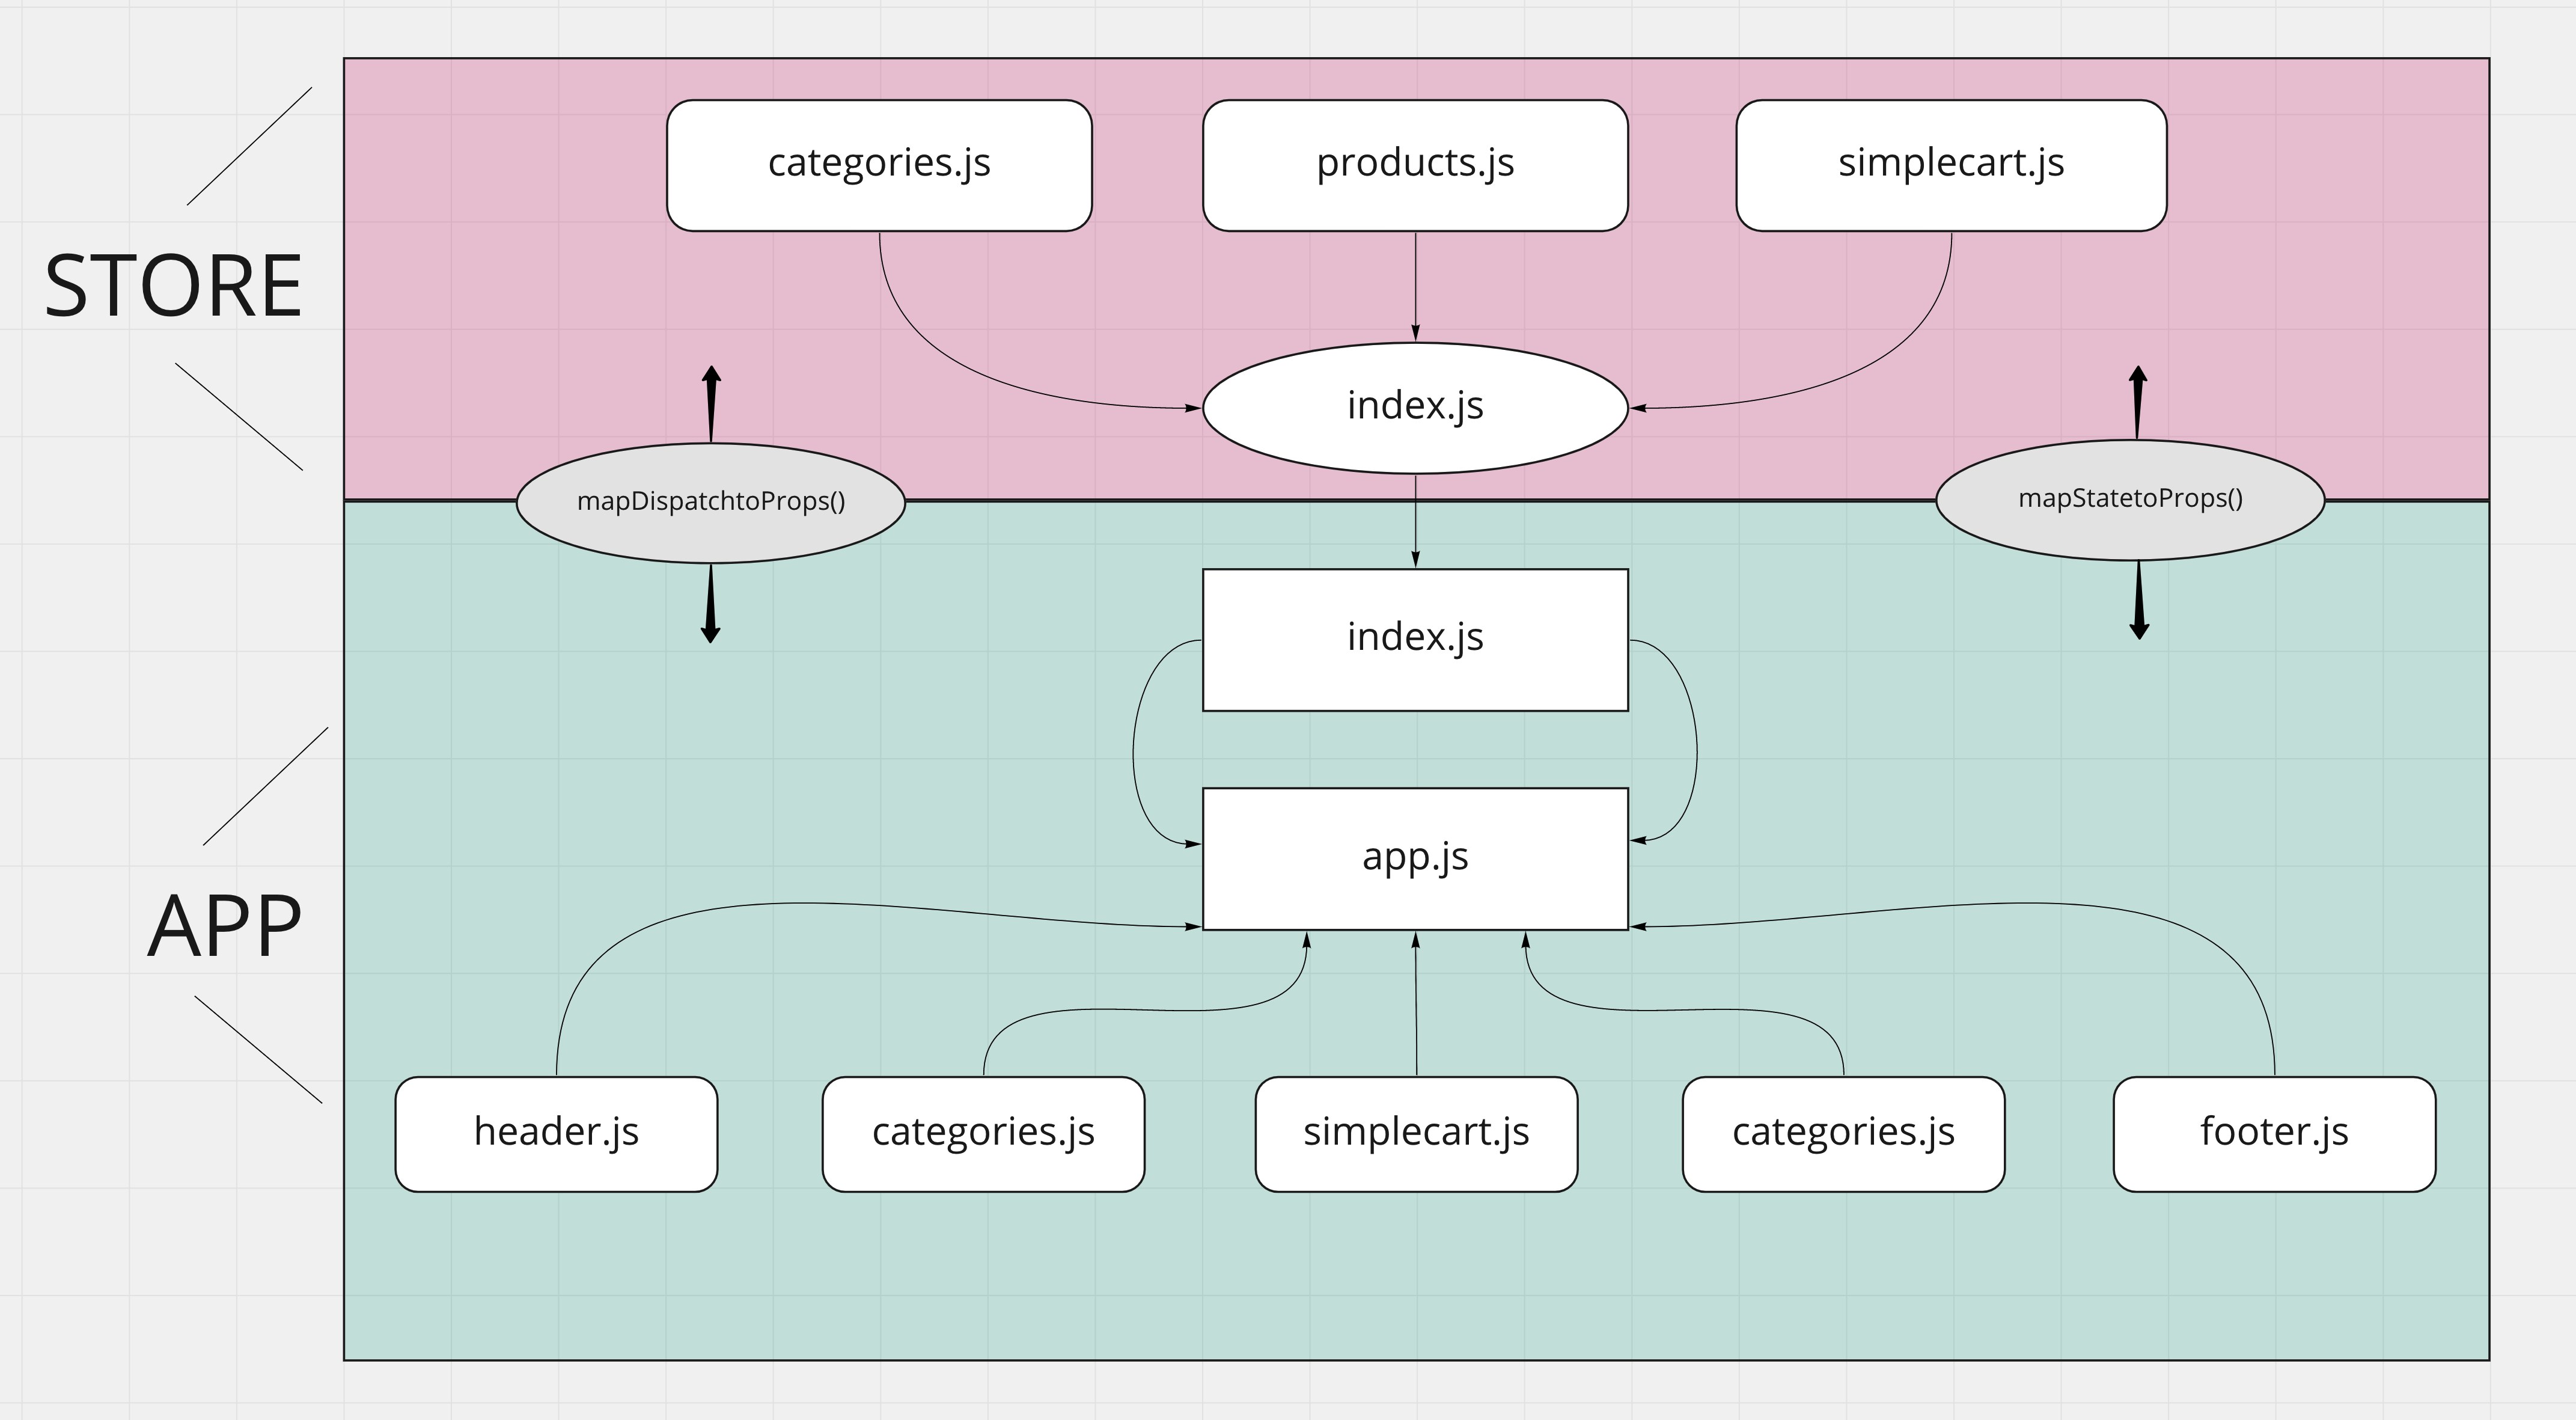 categories.js
products.js
simplecart.js
STORE
index.js
mapDispatchtoProps()
mapStatetoProps()
index.js
app.js
APP
header.js
categories.js
simplecart.js
categories.js
footer.js